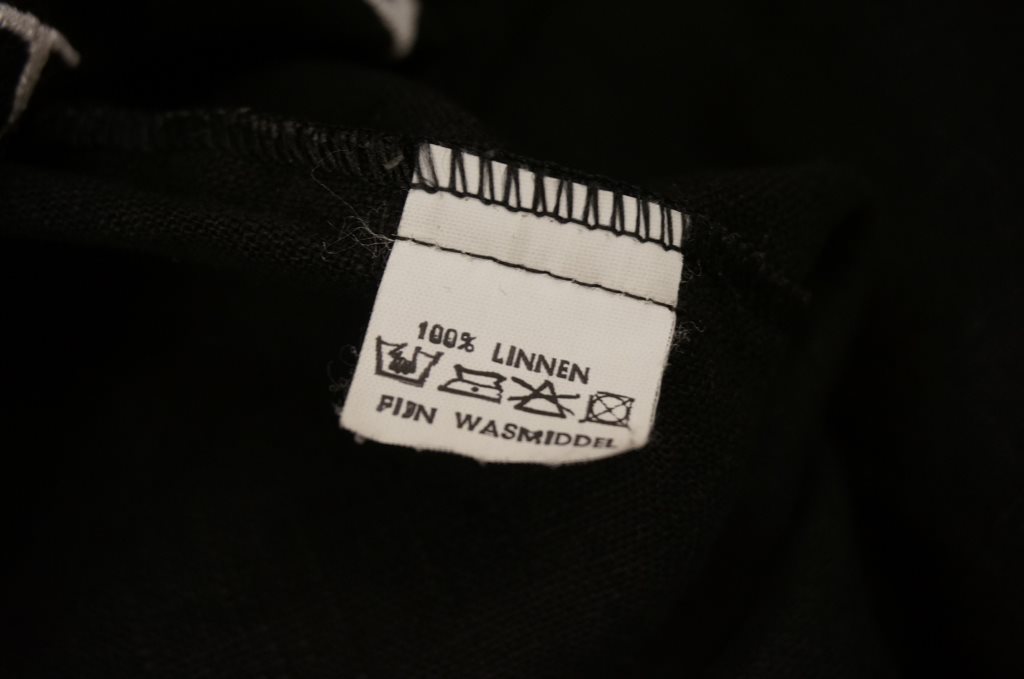 100% LINNEN
FIJN WASMIDDEL